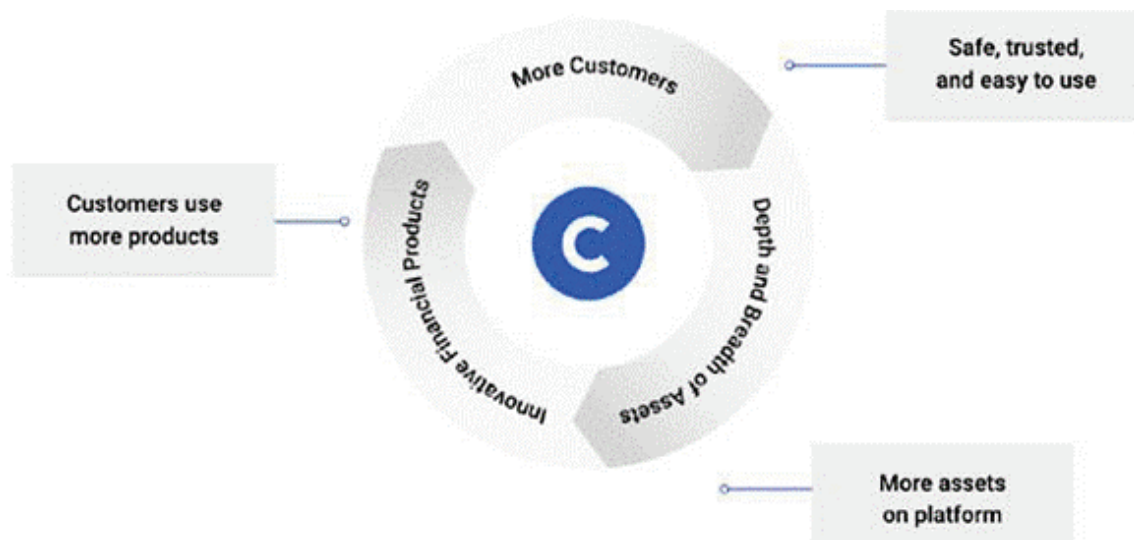 More Customers
Safe, trusted,
and easy to use
Customers use
more products
Innovative Financial Products
Depth and Breadth of Assets
More assets
on platform